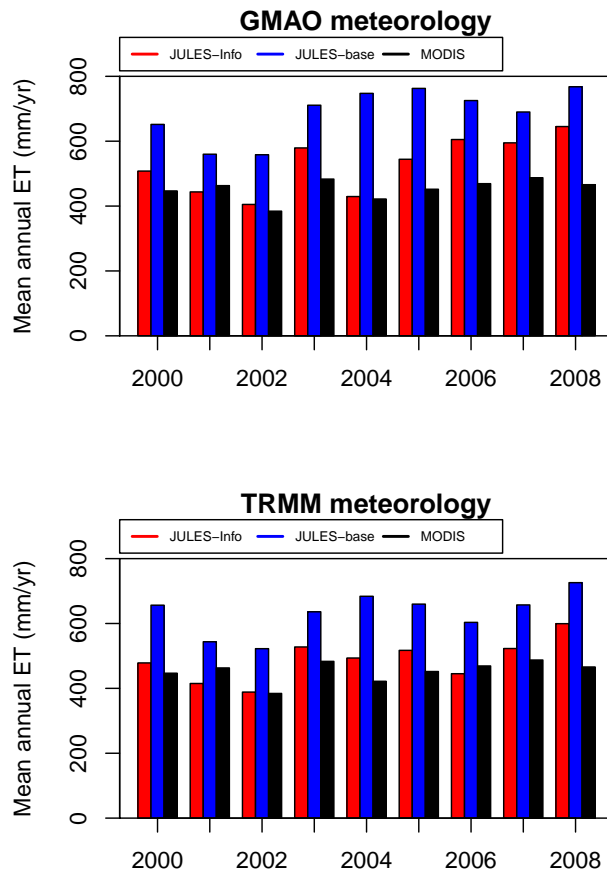 GMAO meteorology
JULES−Info JULES−base MODIS
Mean annual ET (mm/yr)
800
600
400
200
0
2000 2002 2004 2006 2008
TRMM meteorology
JULES−Info JULES−base MODIS
Mean annual ET (mm/yr)
800
600
400
200
0
2000 2002 2004 2006 2008